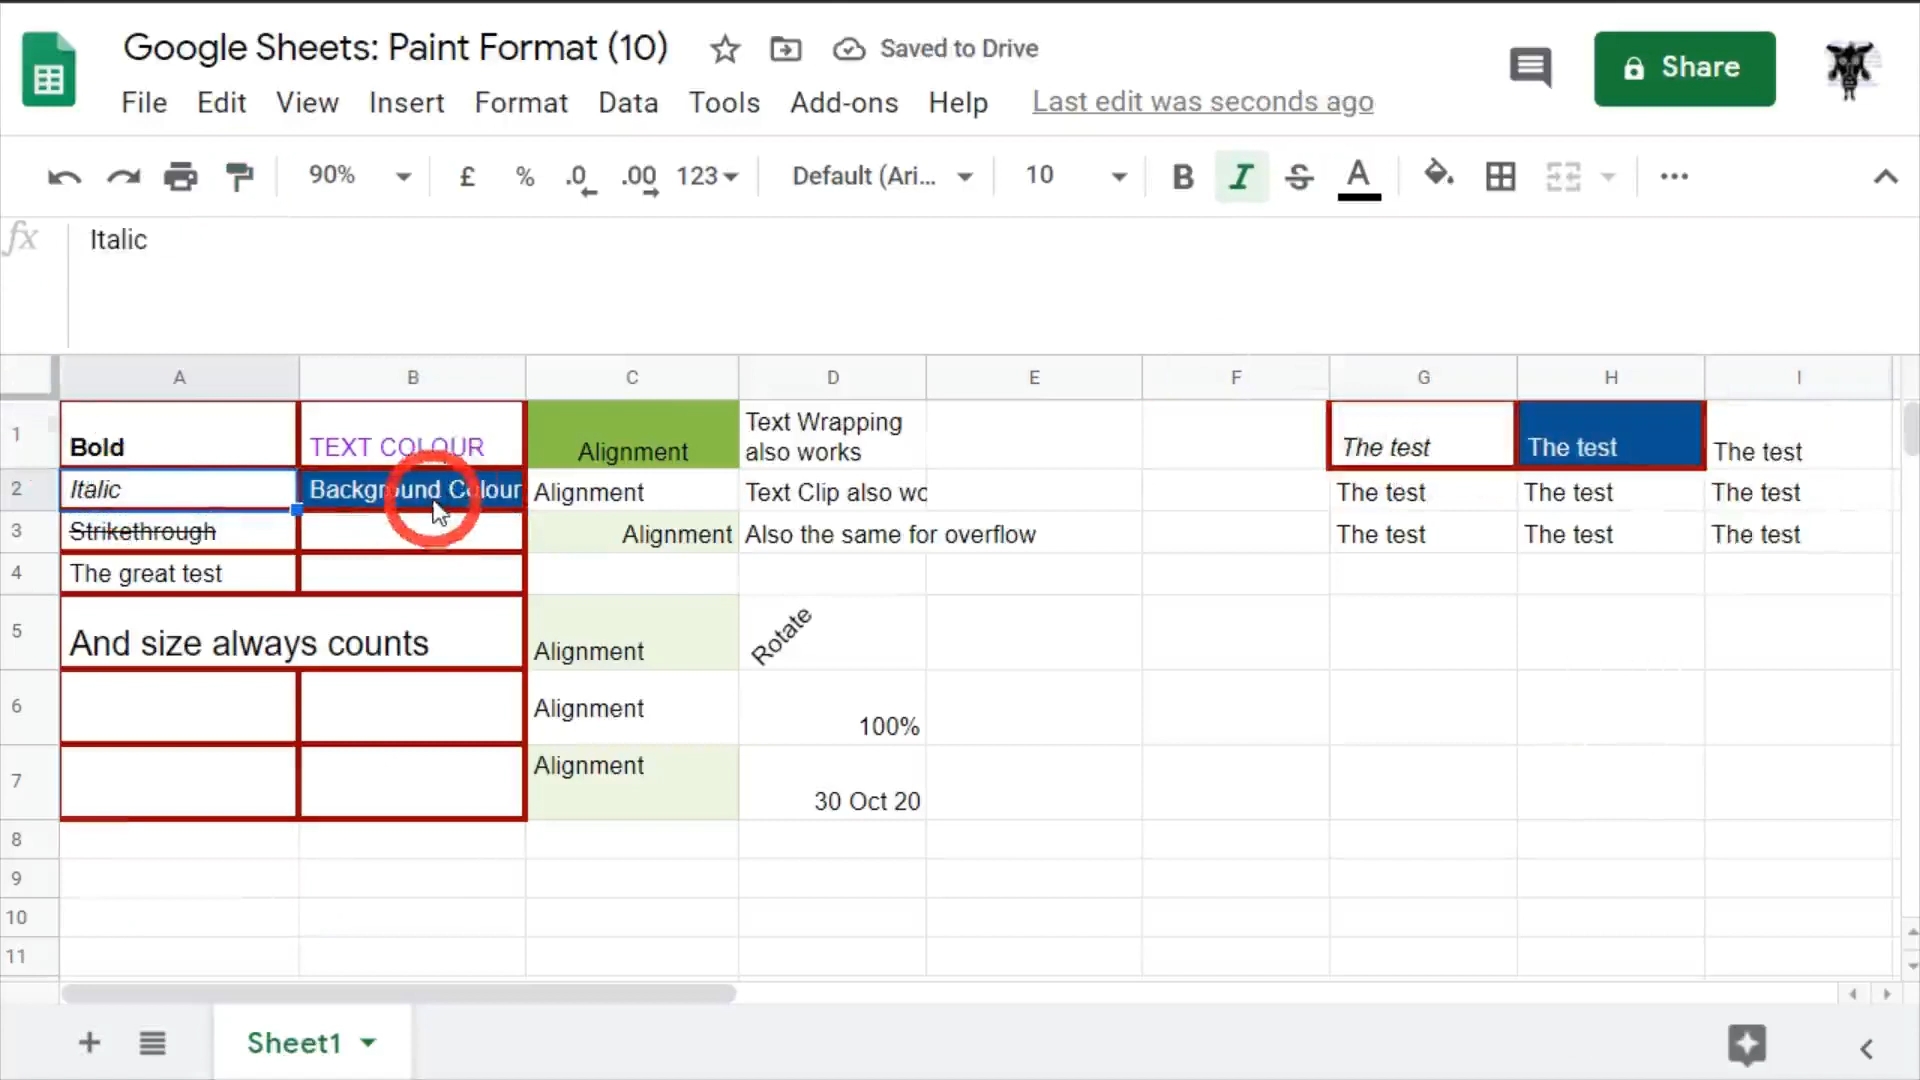 Google Sheets: Paint Format (10) Saved to Drive
Share
File Edit View Insert Format Data Tools Add-ons Help Last edit was seconds ago
90% £ % .0 .00 123 Default (Ari... 10 B I S A
fx Italic
A B C D E F G H I
1 Bold TEXT COLOUR Alignment Text Wrapping
also works The test The test The test
2 Italic Background Colour Alignment Text Clip also wo The test The test The test
3 Strikethrough Alignment Also the same for overflow The test The test The test
4 The great test
5 And size always counts Alignment Rotate
6 Alignment 100%
7 Alignment 30 Oct 20
8
9
10
11
Sheet1